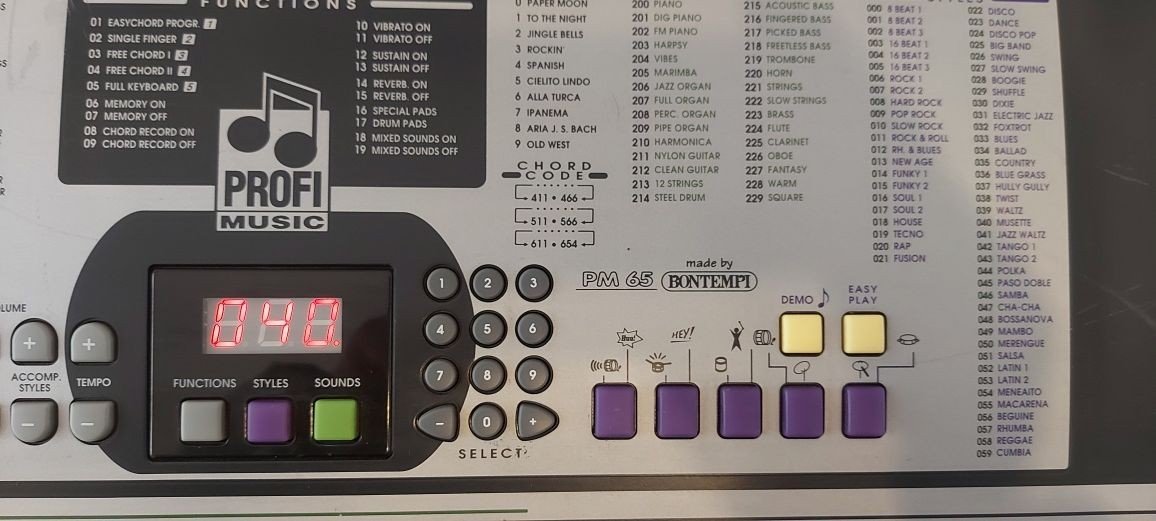 FUNCTIONS
01 EASYCHORD PROGR. 1
02 SINGLE FINGER 2
03 FREE CHORD I 3
04 FREE CHORD II 4
05 FULL KEYBOARD 5
06 MEMORY ON
07 MEMORY OFF
08 CHORD RECORD ON
09 CHORD RECORD OFF
10 VIBRATO ON
11 VIBRATO OFF
12 SUSTAIN ON
13 SUSTAIN OFF
14 REVERB. ON
15 REVERB. OFF
16 SPECIAL PADS
17 DRUM PADS
18 MIXED SOUNDS ON
19 MIXED SOUNDS OFF
PROFI
MUSIC
0 PAPER MOON
1 TO THE NIGHT
2 JINGLE BELLS
3 ROCKIN'
4 SPANISH
5 CIELITO LINDO
6 ALLA TURCA
7 IPANEMA
8 ARIA J. S. BACH
9 OLD WEST
CHORD
CODE
411 • 466
511 • 566
611 • 654
200 PIANO
201 DIG PIANO
202 FM PIANO
203 HARPSY
204 VIBES
205 MARIMBA
206 JAZZ ORGAN
207 FULL ORGAN
208 PERC. ORGAN
209 PIPE ORGAN
210 HARMONICA
211 NYLON GUITAR
212 CLEAN GUITAR
213 12 STRINGS
214 STEEL DRUM
215 ACOUSTIC BASS
216 FINGERED BASS
217 PICKED BASS
218 FREETLESS BASS
219 TROMBONE
220 HORN
221 STRINGS
222 SLOW STRINGS
223 BRASS
224 FLUTE
225 CLARINET
226 OBOE
227 FANTASY
228 WARM
229 SQUARE
000 8 BEAT 1
001 8 BEAT 2
002 8 BEAT 3
003 16 BEAT 1
004 16 BEAT 2
005 16 BEAT 3
006 ROCK 1
007 ROCK 2
008 HARD ROCK
009 POP ROCK
010 SLOW ROCK
011 ROCK & ROLL
012 RH. & BLUES
013 NEW AGE
014 FUNKY 1
015 FUNKY 2
016 SOUL 1
017 SOUL 2
018 HOUSE
019 TECNO
020 RAP
021 FUSION
022 DISCO
023 DANCE
024 DISCO POP
025 BIG BAND
026 SWING
027 SLOW SWING
028 BOOGIE
029 SHUFFLE
030 DIXIE
031 ELECTRIC JAZZ
032 FOXTROT
033 BLUES
034 BALLAD
035 COUNTRY
036 BLUE GRASS
037 HULLY GULLY
038 TWIST
039 WALTZ
040 MUSETTE
041 JAZZ WALTZ
042 TANGO 1
043 TANGO 2
044 POLKA
045 PASO DOBLE
046 SAMBA
047 CHA-CHA
048 BOSSANOVA
049 MAMBO
050 MERENGUE
051 SALSA
052 LATIN 1
053 LATIN 2
054 MENEAITO
055 MACARENA
056 BEGUINE
057 RHUMBA
058 REGGAE
059 CUMBIA
LUME
ACCOMP.
STYLES
TEMPO
040.
FUNCTIONS STYLES SOUNDS
1 2 3
4 5 6
7 8 9
- 0 +
SELECT
made by
PM 65 BONTEMPI
DEMO
EASY
PLAY
HEY!